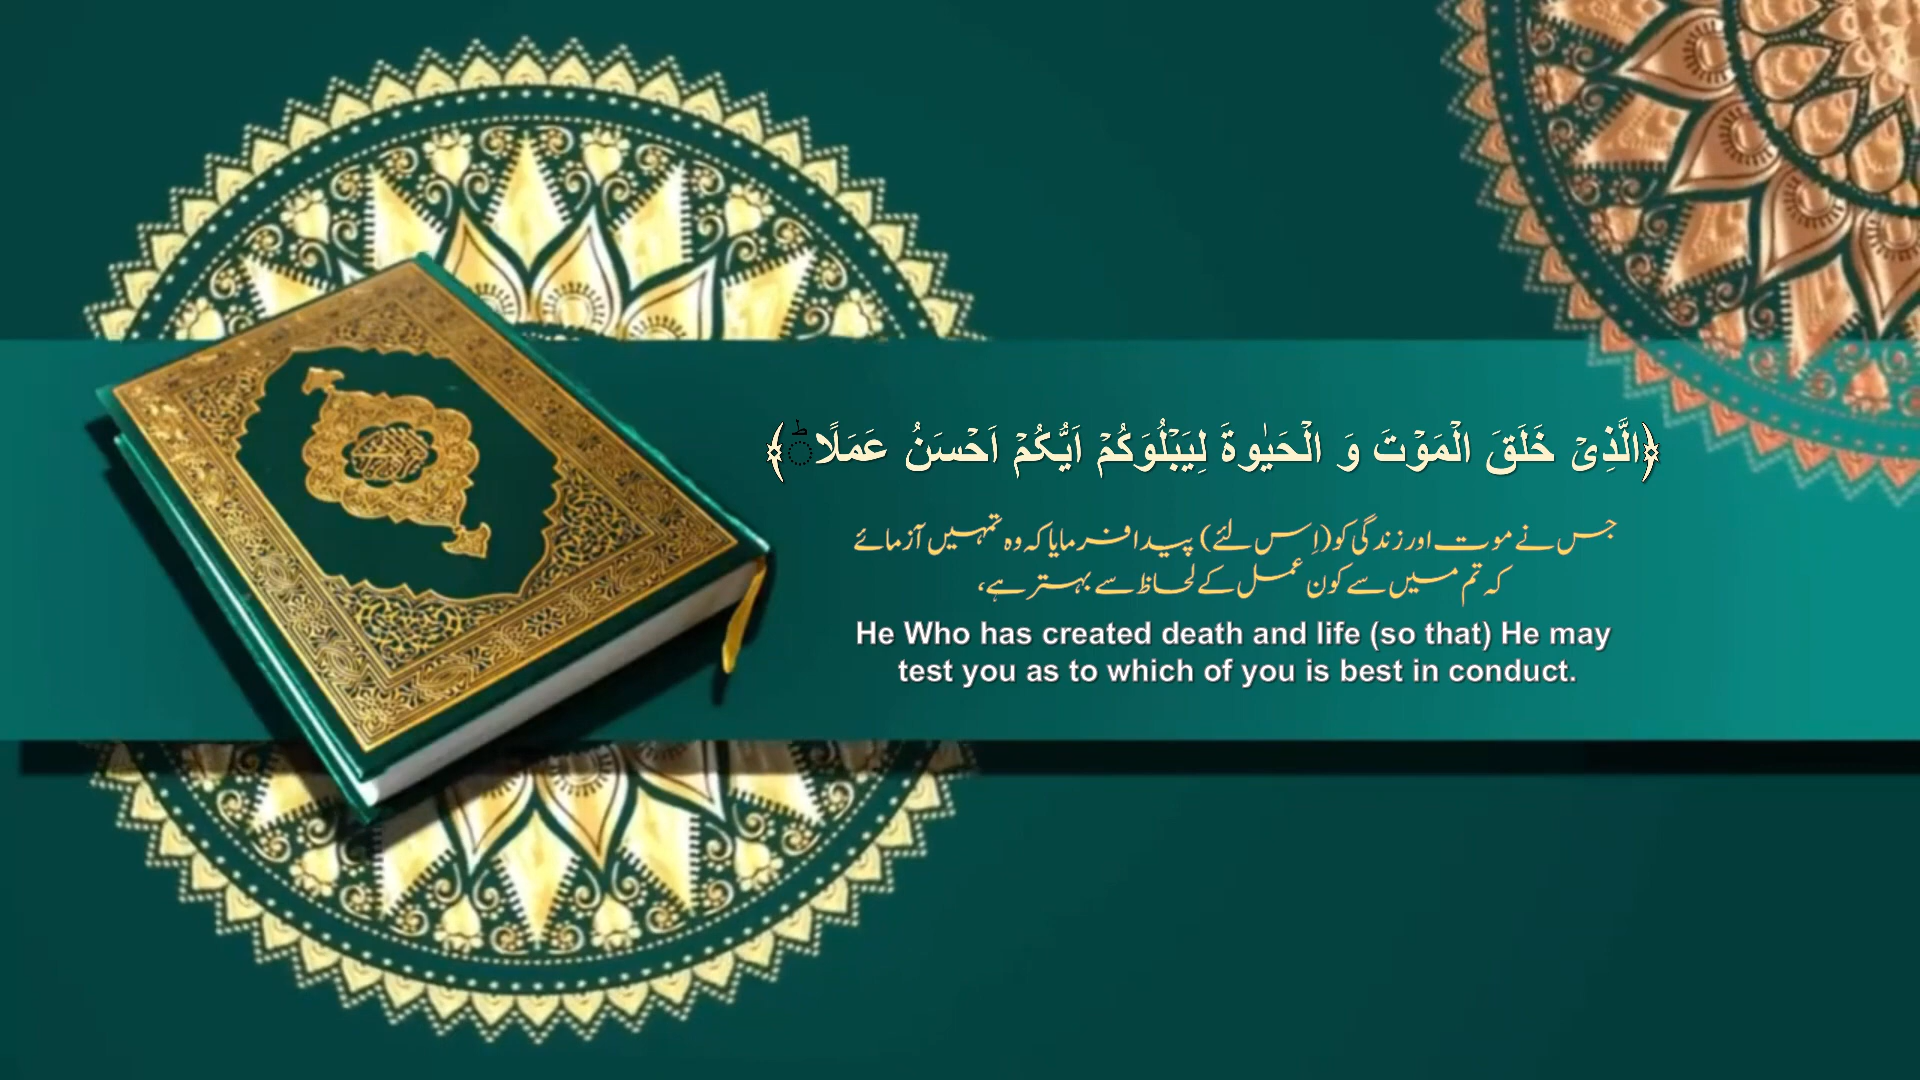 ﴿الَّذِیْ خَلَقَ الْمَوْتَ وَ الْحَیٰوةَ لِیَبْلُوَكُمْ اَیُّكُمْ اَحْسَنُ عَمَلًا ؕ﴾
جس نے موت اور زندگی کو (اِس لئے) پیدا فرمایا کہ وہ تمہیں آزمائے
کہ تم میں سے کون عمل کے لحاظ سے بہتر ہے،
He Who has created death and life (so that) He may
test you as to which of you is best in conduct.